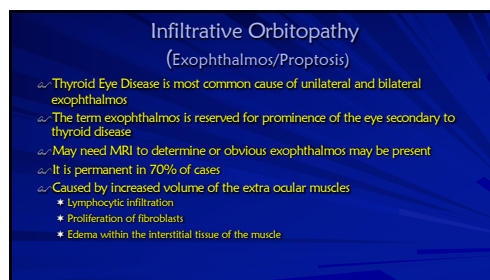 Infiltrative Orbitopathy
(Exophthalmos/Proptosis)
Thyroid Eye Disease is most common cause of unilateral and bilateral
exophthalmos
The term exophthalmos is reserved for prominence of the eye secondary to
thyroid disease
May need MRI to determine or obvious exophthalmos may be present
It is permanent in 70% of cases
Caused by increased volume of the extra ocular muscles
Lymphocytic infiltration
Proliferation of fibroblasts
Edema within the interstitial tissue of the muscle